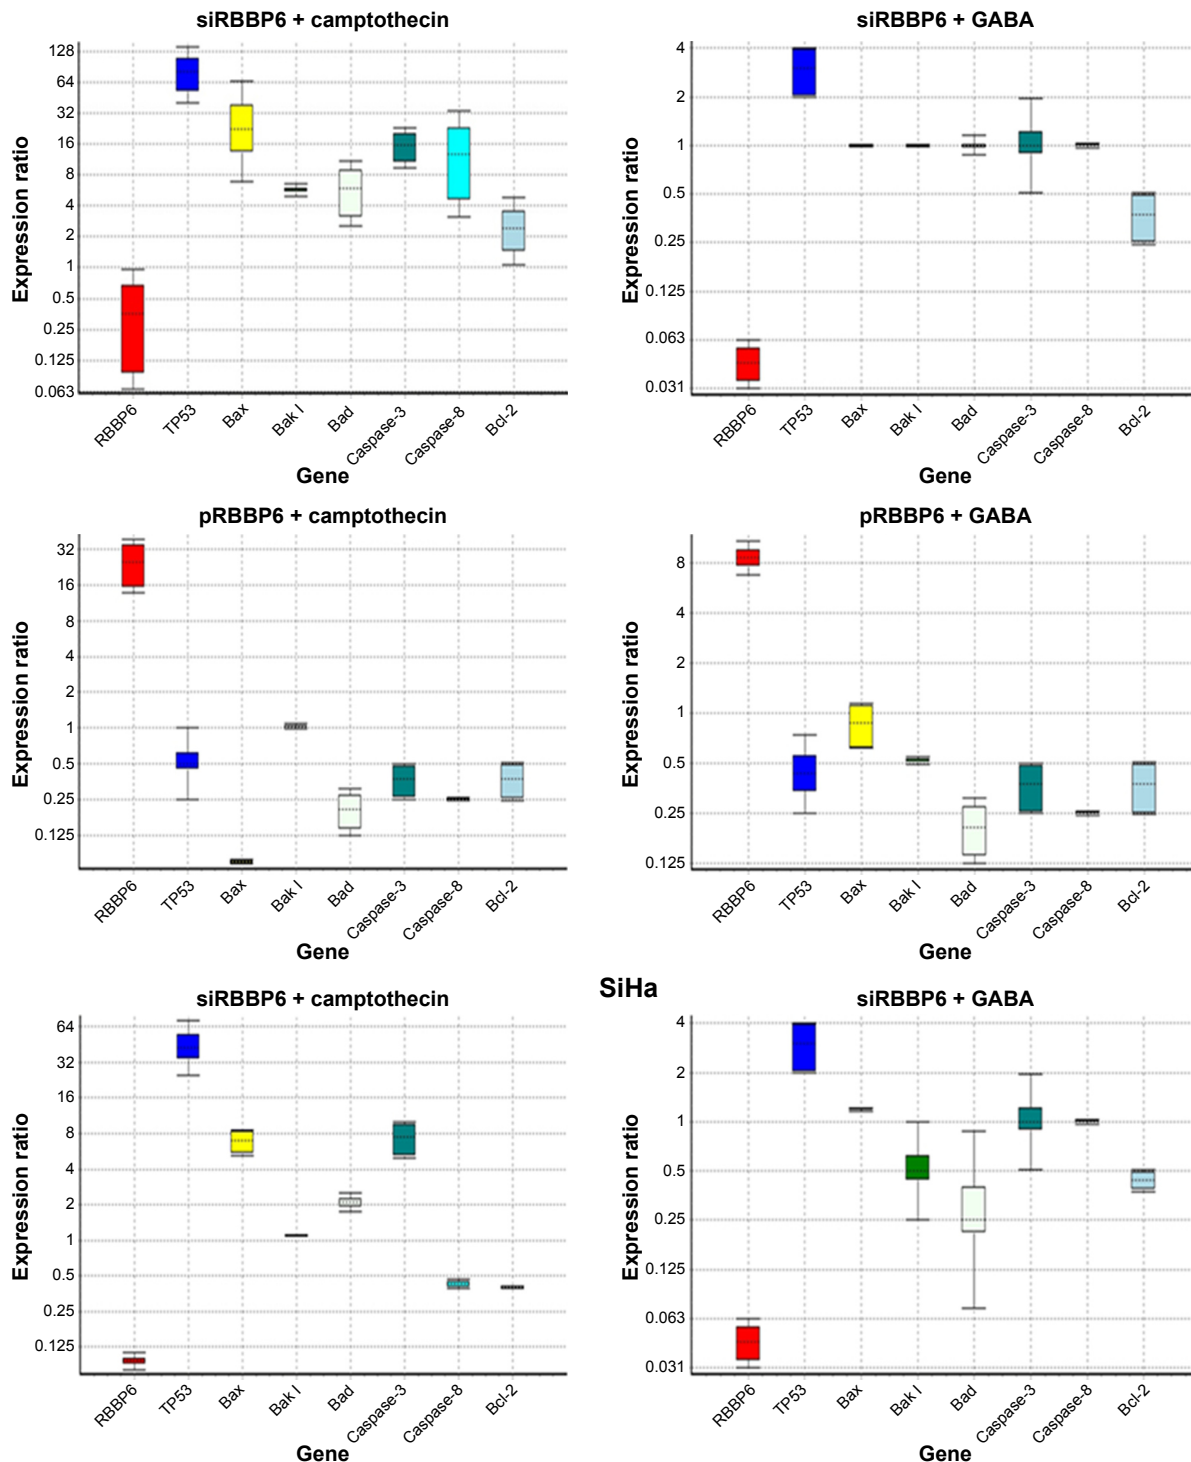 siRBBP6 + camptothecin
128
64
32
16
8
4
2
1
0.5
0.25
0.125
0.063
Expression ratio
RBBP6
TP53
Bax
Bak I
Bad
Caspase-3
Caspase-8
Bcl-2
Gene
siRBBP6 + GABA
4
2
1
0.5
0.25
0.125
0.063
0.031
Expression ratio
RBBP6
TP53
Bax
Bak I
Bad
Caspase-3
Caspase-8
Bcl-2
Gene
pRBBP6 + camptothecin
32
16
8
4
2
1
0.5
0.25
0.125
Expression ratio
RBBP6
TP53
Bax
Bak I
Bad
Caspase-3
Caspase-8
Bcl-2
Gene
pRBBP6 + GABA
8
4
2
1
0.5
0.25
0.125
Expression ratio
RBBP6
TP53
Bax
Bak I
Bad
Caspase-3
Caspase-8
Bcl-2
Gene
SiHa
siRBBP6 + camptothecin
64
32
16
8
4
2
1
0.5
0.25
0.125
Expression ratio
RBBP6
TP53
Bax
Bak I
Bad
Caspase-3
Caspase-8
Bcl-2
Gene
siRBBP6 + GABA
4
2
1
0.5
0.25
0.125
0.063
0.031
Expression ratio
RBBP6
TP53
Bax
Bak I
Bad
Caspase-3
Caspase-8
Bcl-2
Gene